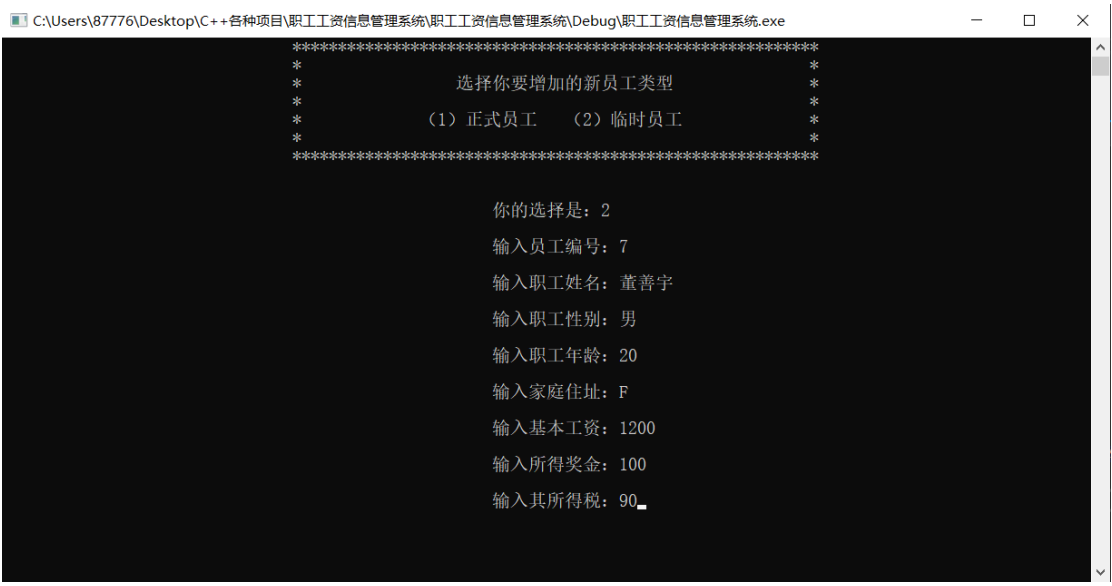 C:\Users\87776\Desktop\C++各种项目\职工工资信息管理系统\职工工资信息管理系统\Debug\职工工资信息管理系统.exe
**********************************************************
* *
* 选择你要增加的新员工类型 *
* *
* （1）正式员工 （2）临时员工 *
* *
**********************************************************
你的选择是：2
输入员工编号：7
输入职工姓名：董善宇
输入职工性别：男
输入职工年龄：20
输入家庭住址：F
输入基本工资：1200
输入所得奖金：100
输入其所得税：90